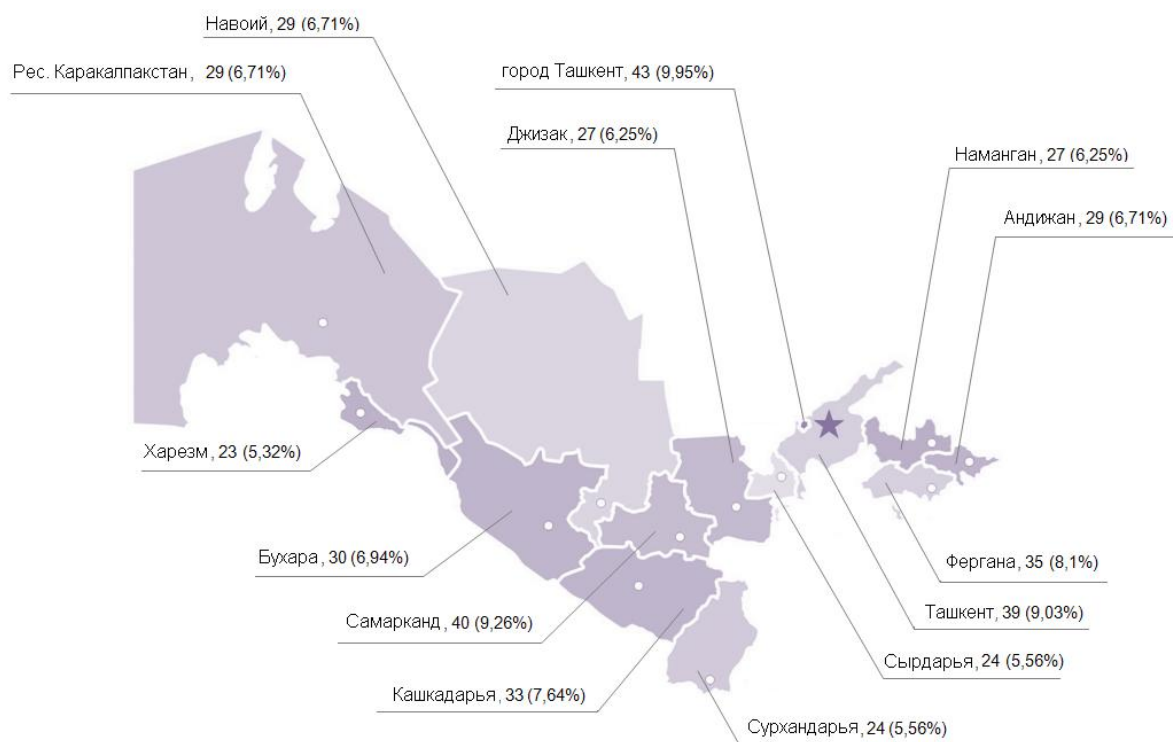 Навоий, 29 (6,71%)
Рес. Каракалпакстан, 29 (6,71%)
город Ташкент, 43 (9,95%)
Джизак, 27 (6,25%)
Наманган, 27 (6,25%)
Андижан, 29 (6,71%)
Харезм, 23 (5,32%)
Бухара, 30 (6,94%)
Фергана, 35 (8,1%)
Самарканд, 40 (9,26%)
Ташкент, 39 (9,03%)
Сырдарья, 24 (5,56%)
Кашкадарья, 33 (7,64%)
Сурхандарья, 24 (5,56%)